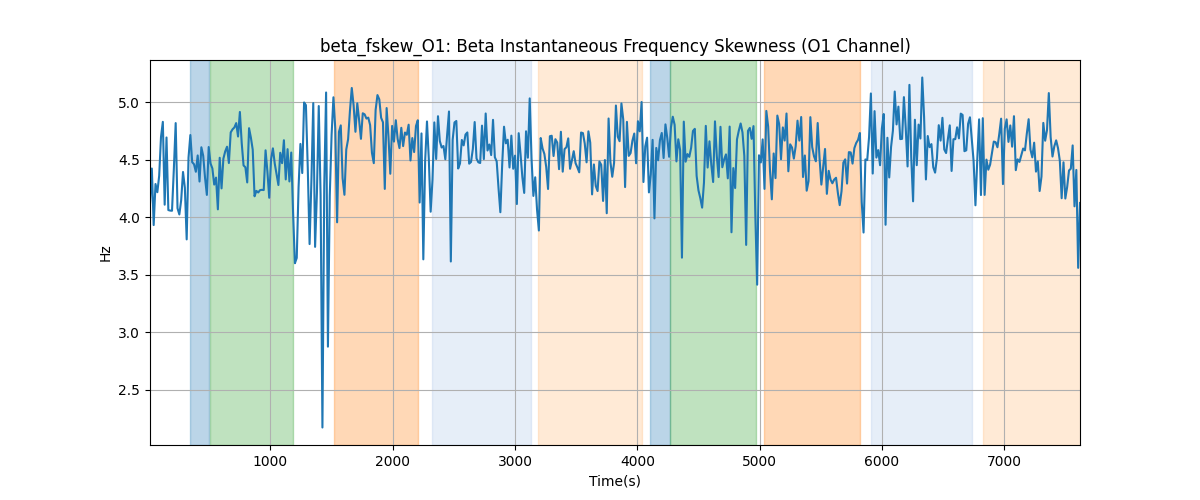 beta_fskew_O1: Beta Instantaneous Frequency Skewness (O1 Channel)
5.0
4.5
4.0
3.5
3.0
2.5
Hz
1000 2000 3000 4000 5000 6000 7000
Time(s)